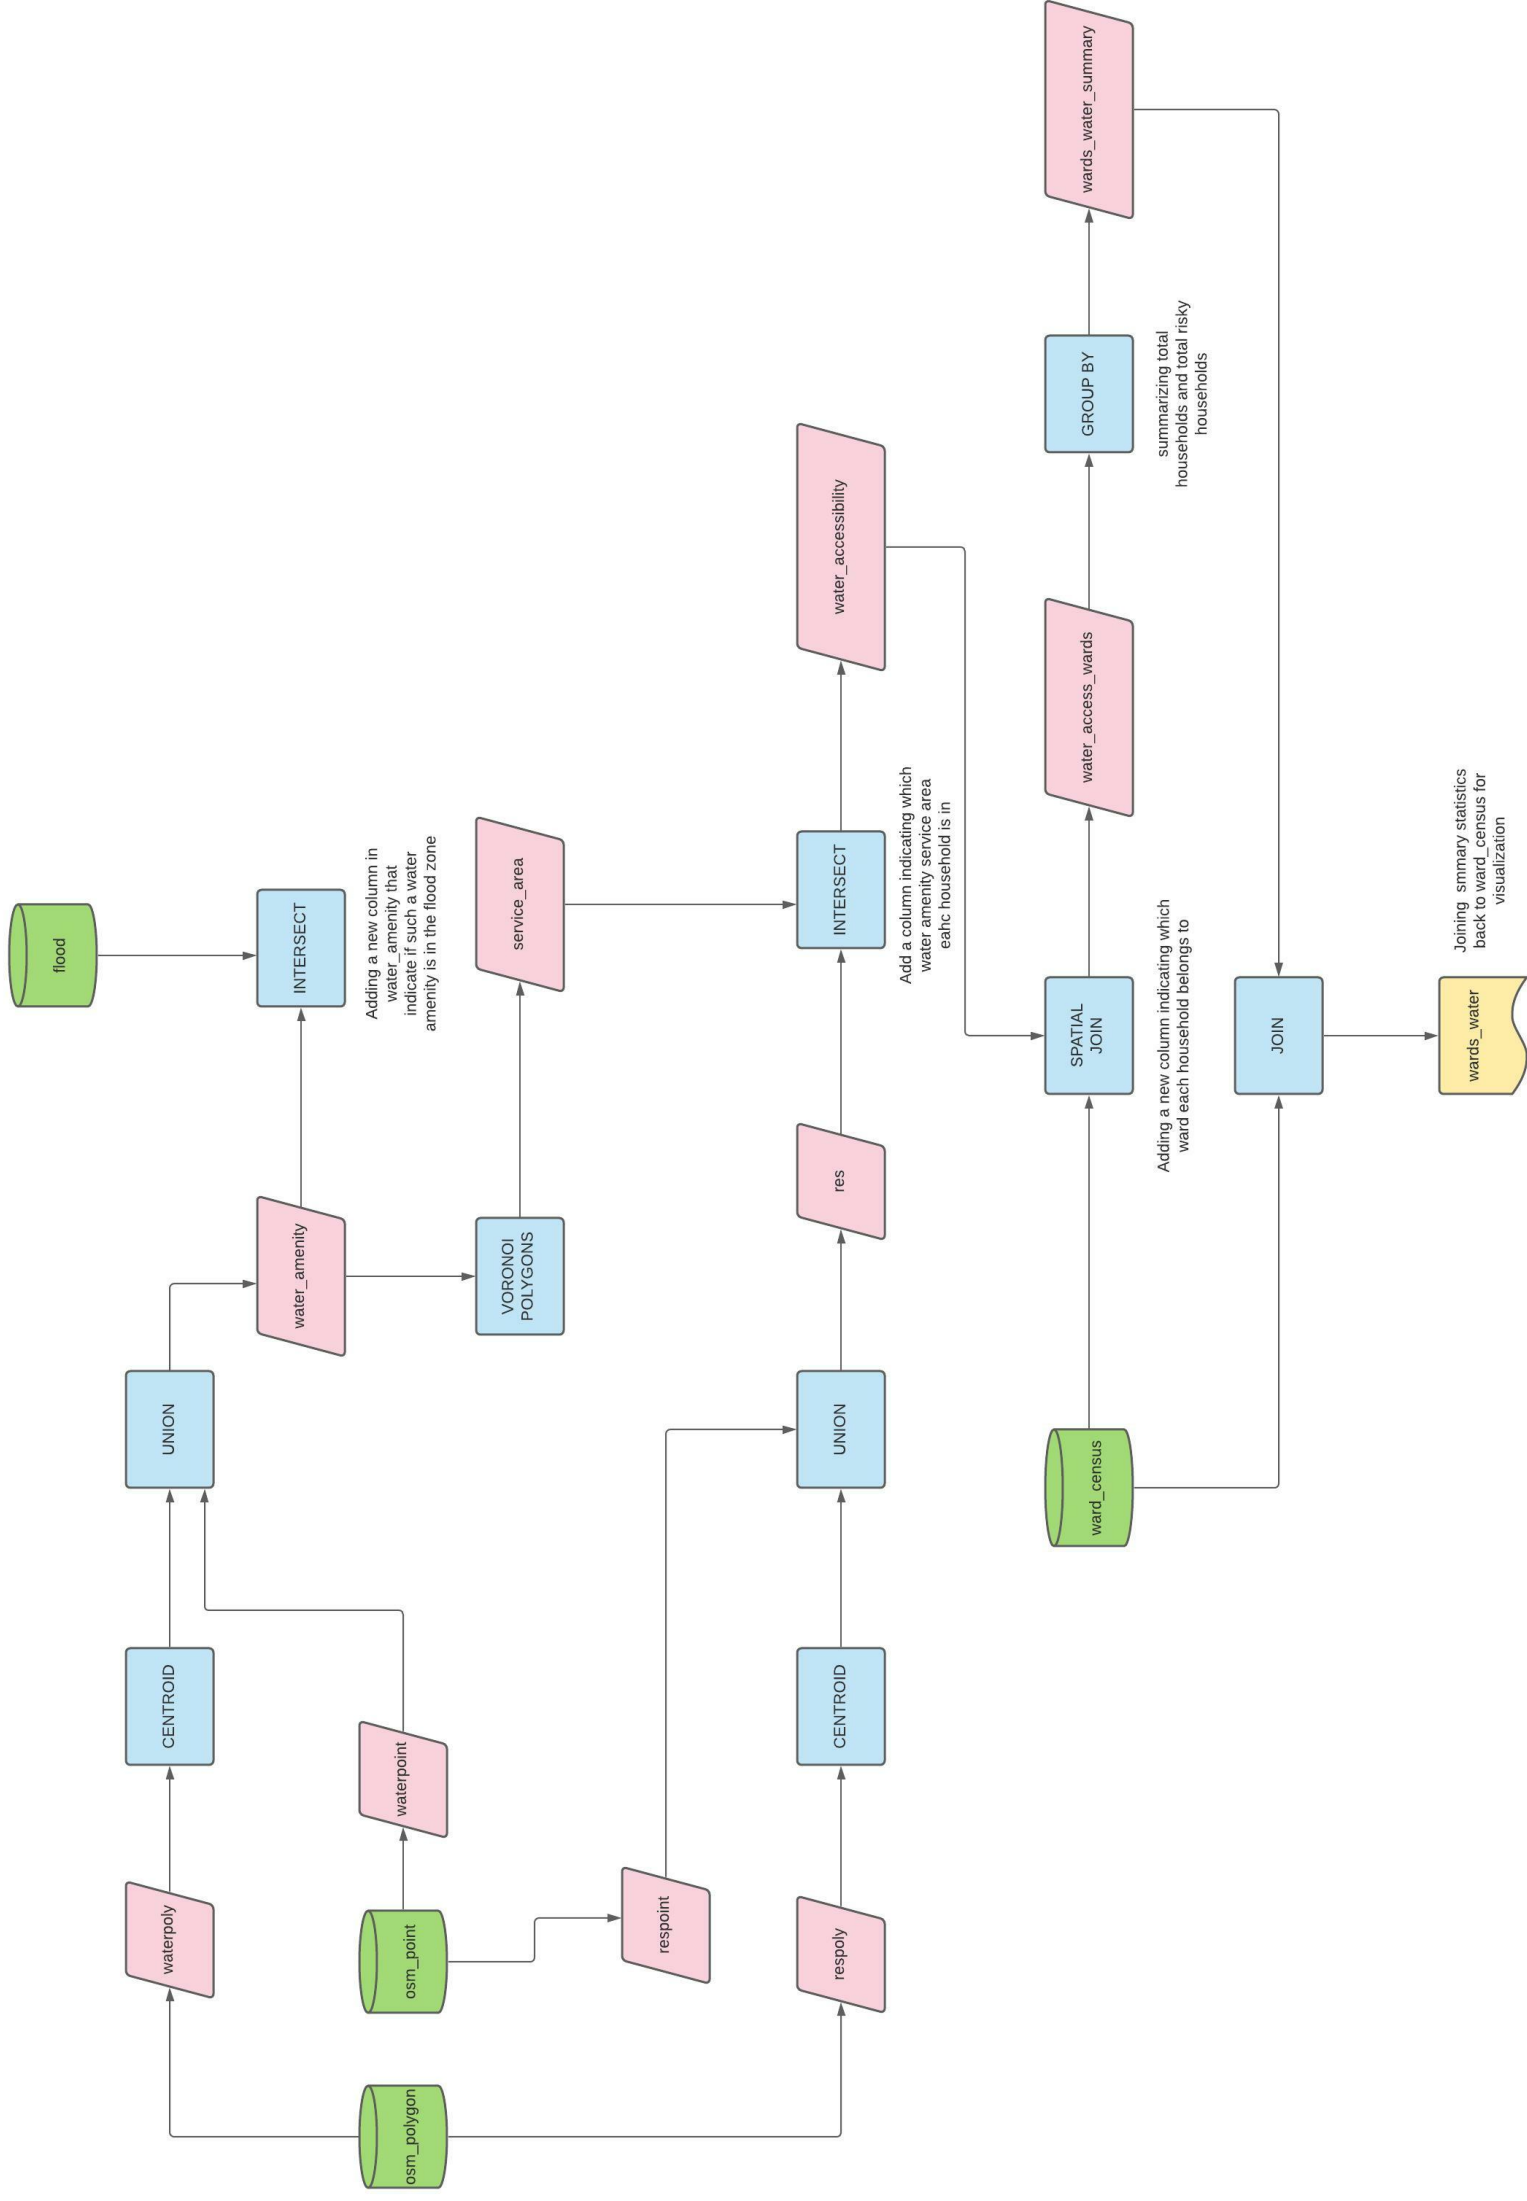 flood
INTERSECT
Adding a new column in
water_amenity that
indicate if such a water
amenity is in the flood zone
waterpoly
CENTROID
UNION
water_amenity
osm_polygon
osm_point
waterpoint
VORONOI
POLYGONS
service_area
respoint
respoly
CENTROID
UNION
res
INTERSECT
Add a column indicating which
water amenity service area
eahc household is in
water_accessibility
ward_census
SPATIAL
JOIN
Adding a new column indicating which
ward each household belongs to
water_access_wards
GROUP BY
summarizing total
households and total risky
households
wards_water_summary
JOIN
wards_water
Joining smmary statistics
back to ward_census for
visualization